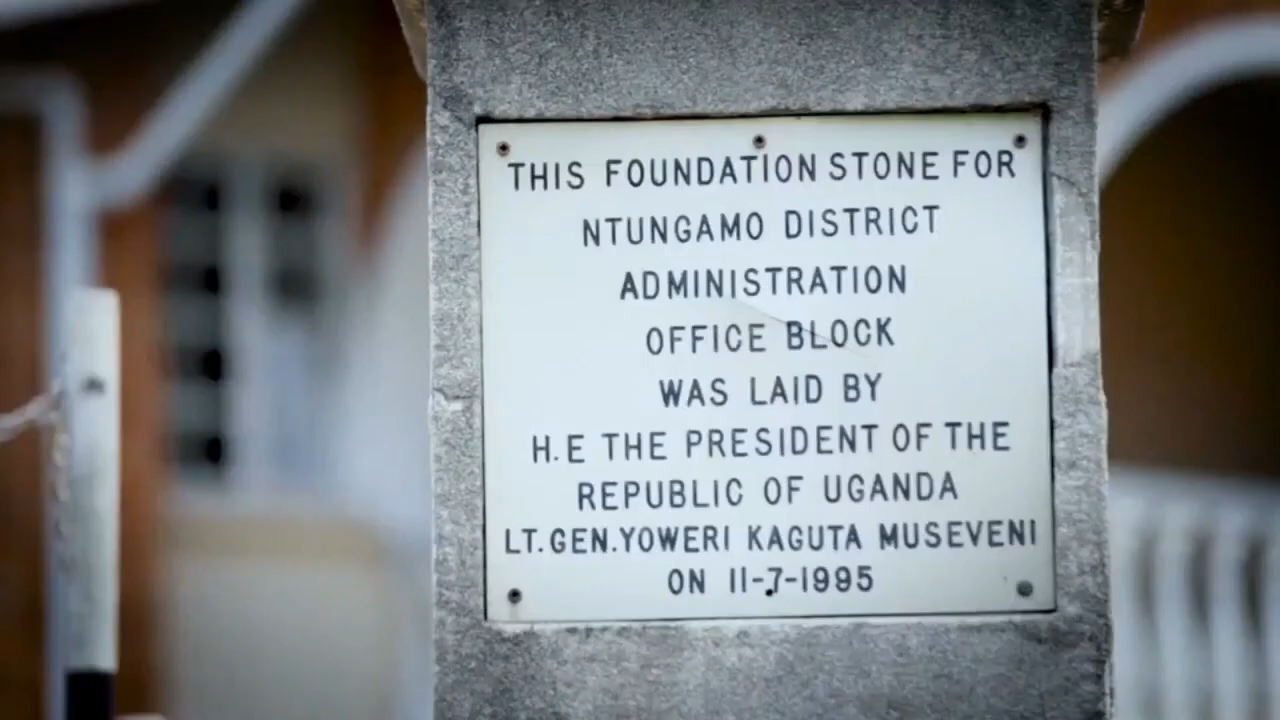 THIS FOUNDATION STONE FOR
NTUNGAMO DISTRICT
ADMINISTRATION
OFFICE BLOCK
WAS LAID BY
H.E THE PRESIDENT OF THE
REPUBLIC OF UGANDA
LT.GEN.YOWERI KAGUTA MUSEVENI
ON 11-7-1995